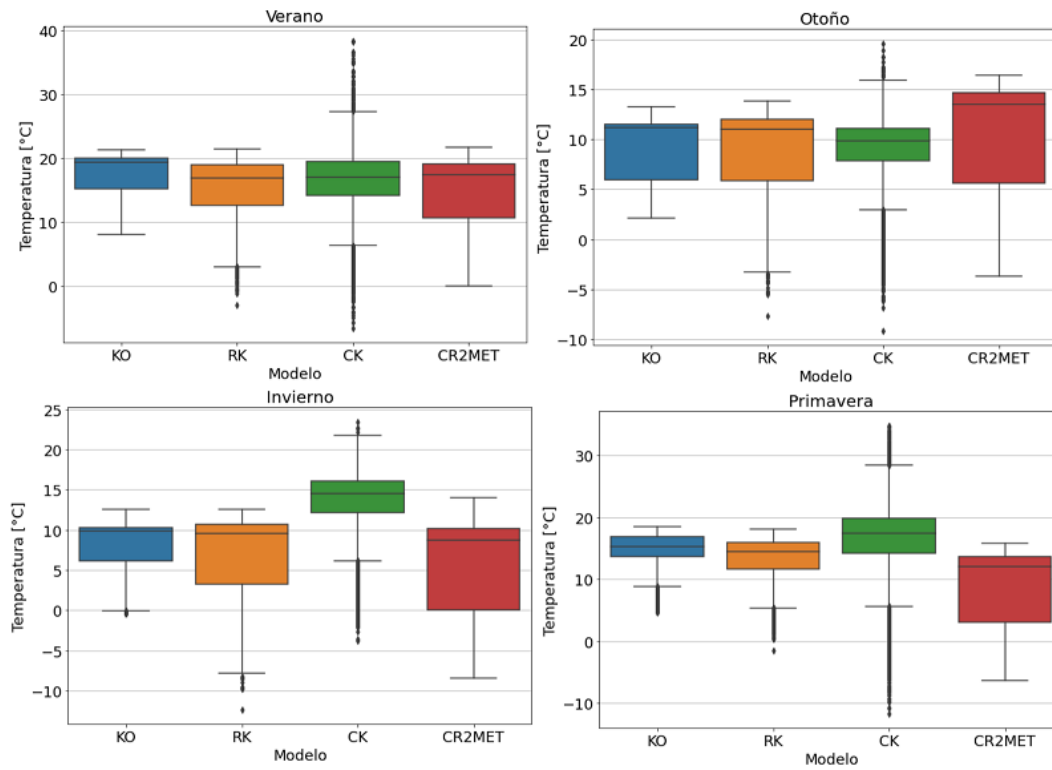 Verano
Temperatura [°C]
40
30
20
10
0
KO RK CK CR2MET
Modelo
Otoño
Temperatura [°C]
20
15
10
5
0
−5
−10
KO RK CK CR2MET
Modelo
Invierno
Temperatura [°C]
25
20
15
10
5
0
−5
−10
KO RK CK CR2MET
Modelo
Primavera
Temperatura [°C]
30
20
10
0
−10
KO RK CK CR2MET
Modelo